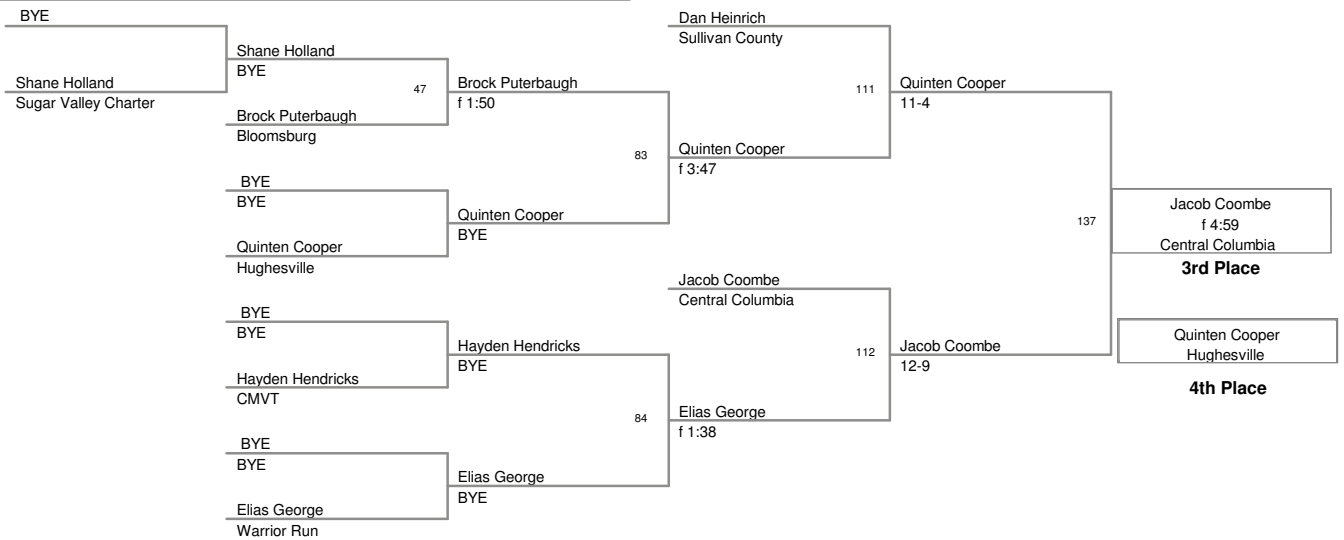 BYE
Shane Holland
Sugar Valley Charter
Shane Holland
BYE
47
Brock Puterbaugh
Bloomsburg
Brock Puterbaugh
f 1:50
BYE
BYE
Quinten Cooper
Hughesville
Quinten Cooper
BYE
83
Dan Heinrich
Sullivan County
Quinten Cooper
f 3:47
111
Quinten Cooper
11-4
BYE
BYE
Hayden Hendricks
CMVT
Hayden Hendricks
BYE
84
BYE
BYE
Elias George
Warrior Run
Elias George
BYE
Jacob Coombe
Central Columbia
Elias George
f 1:38
112
Jacob Coombe
12-9
137
Jacob Coombe
f 4:59
Central Columbia
3rd Place
Quinten Cooper
Hughesville
4th Place